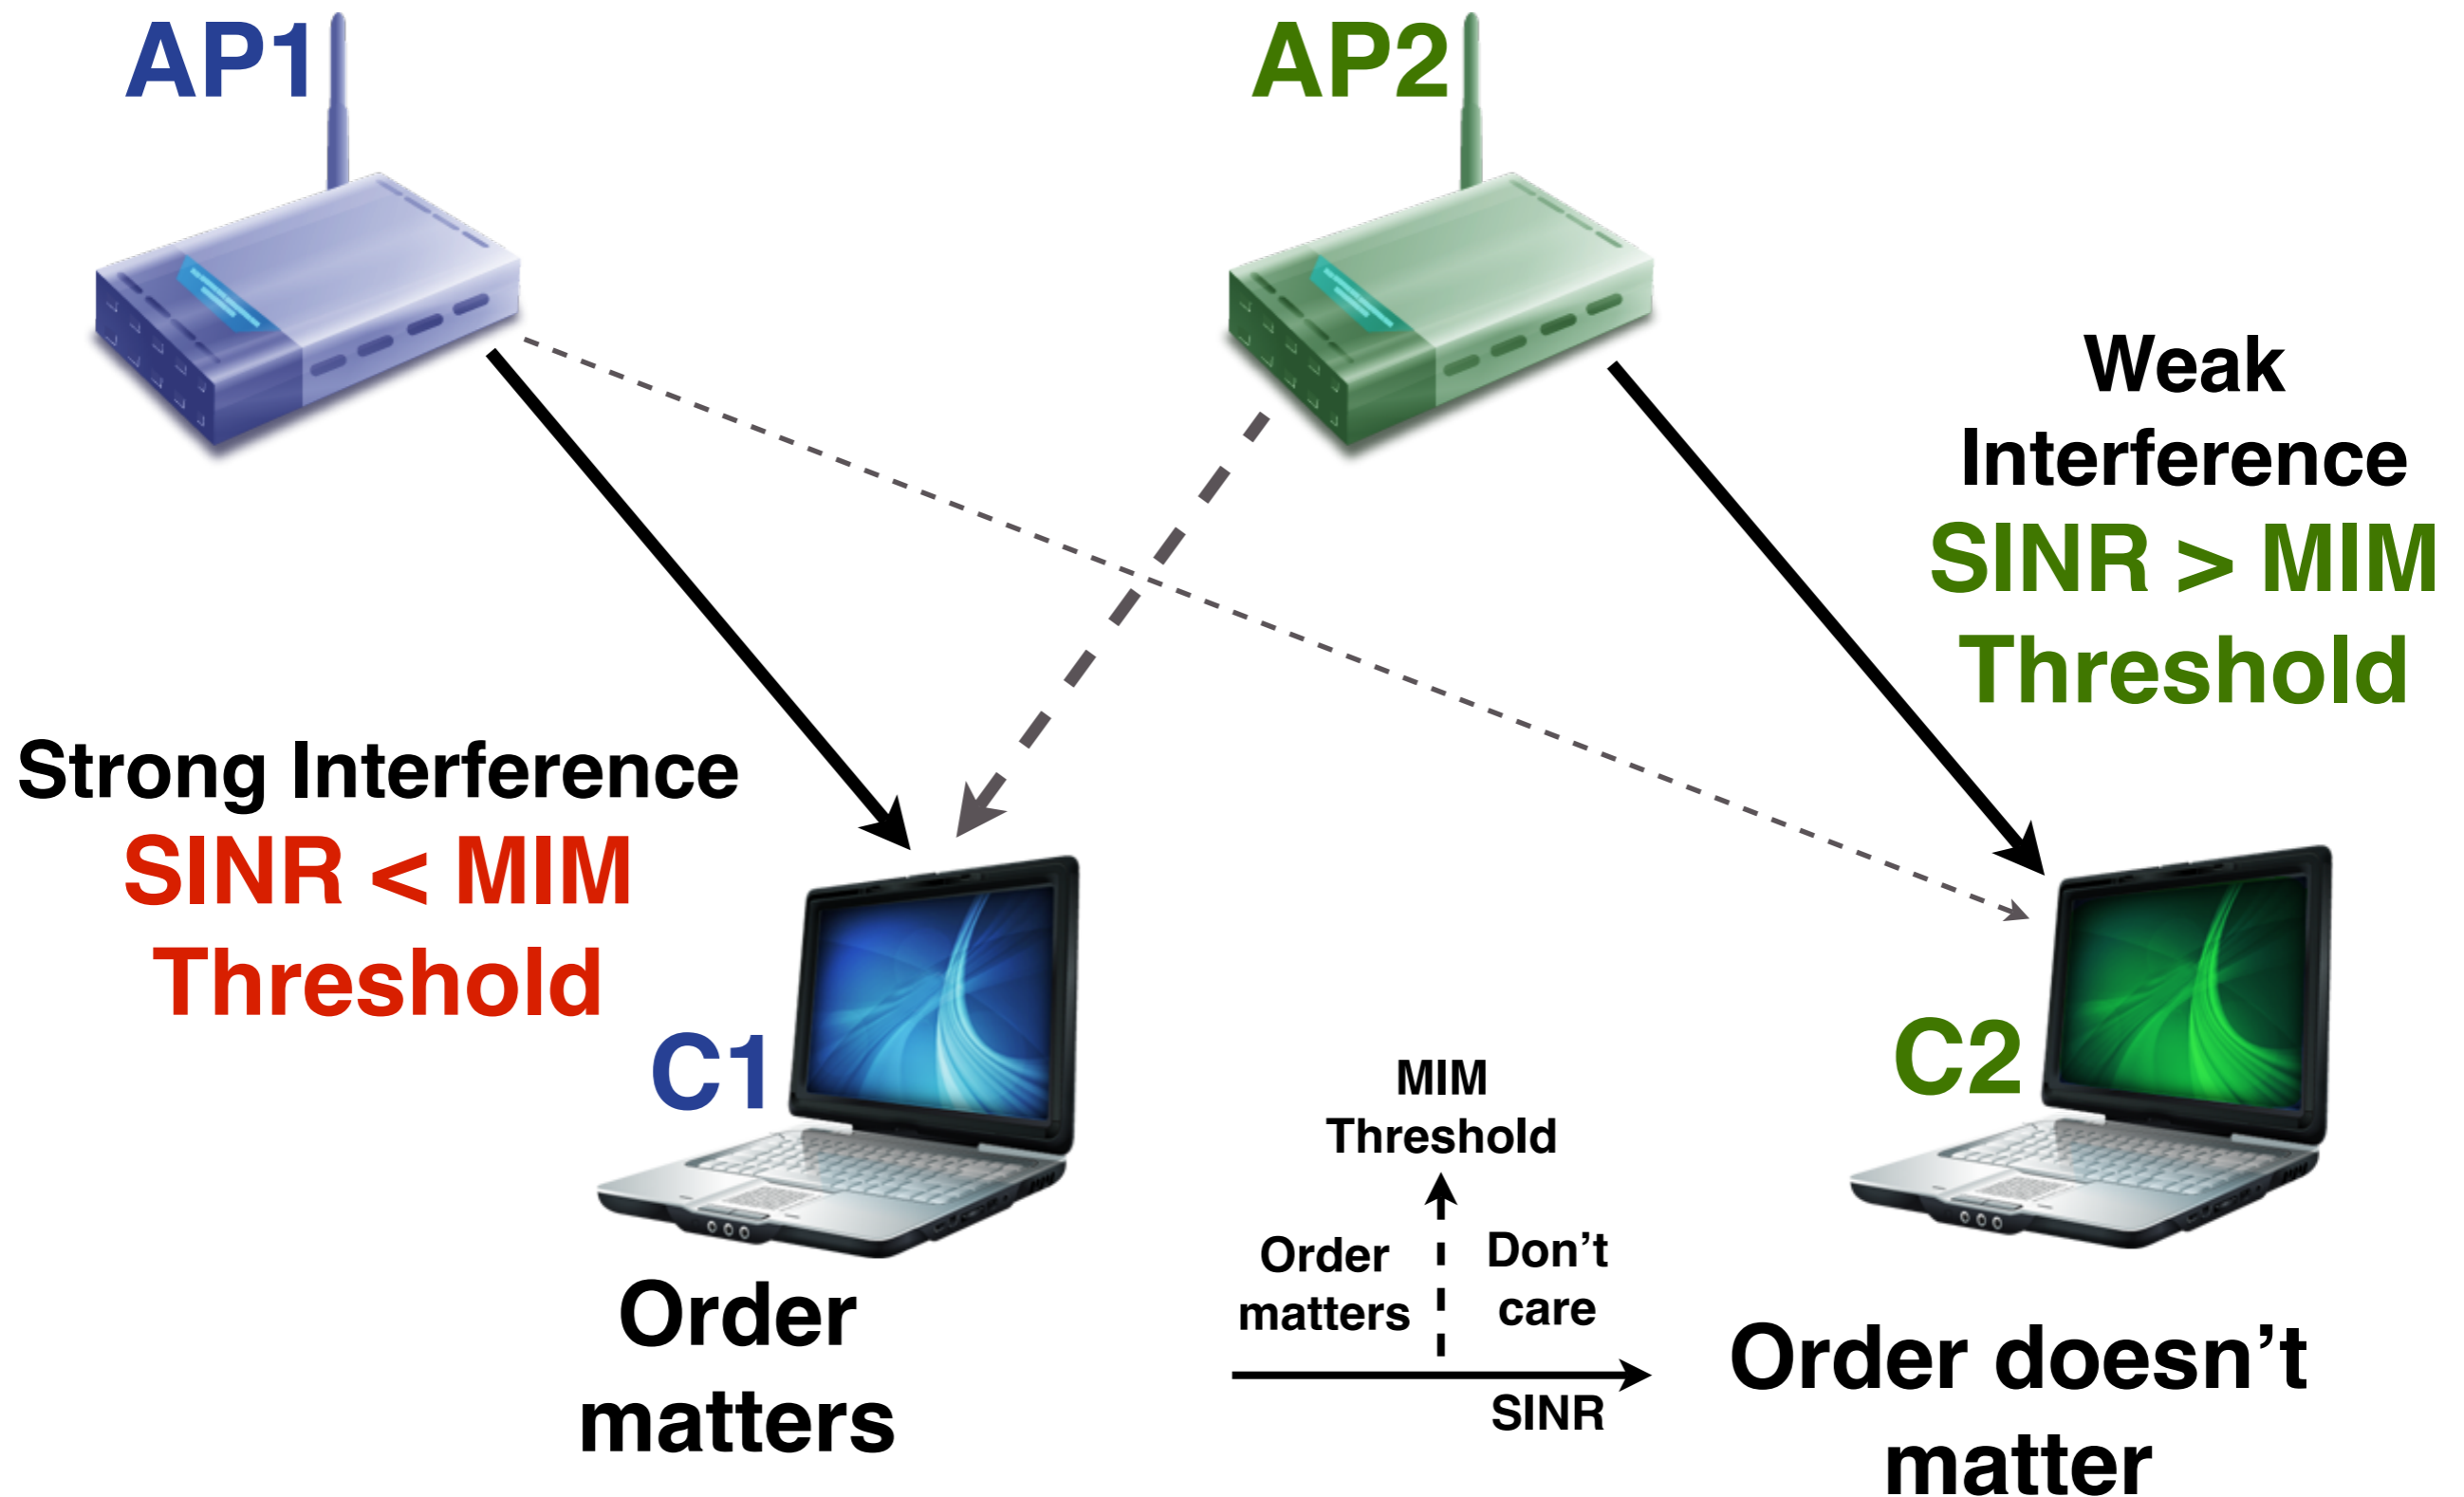 AP1
AP2
Weak
Interference
SINR > MIM
Threshold
Strong Interference
SINR < MIM
Threshold
C1
C2
MIM
Threshold
Order
matters
Don’t
care
SINR
Order
matters
Order doesn’t
matter